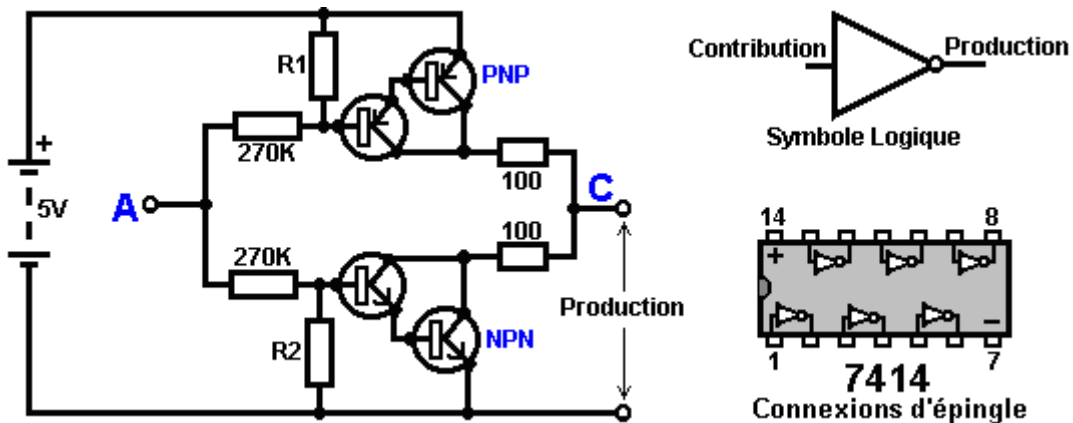 R1
PNP
270K
100
+
5V
A
C
270K
100
R2
NPN
Production
Contribution
Production
Symbole Logique
14
8
+
–
1
7
7414
Connexions d'épingle